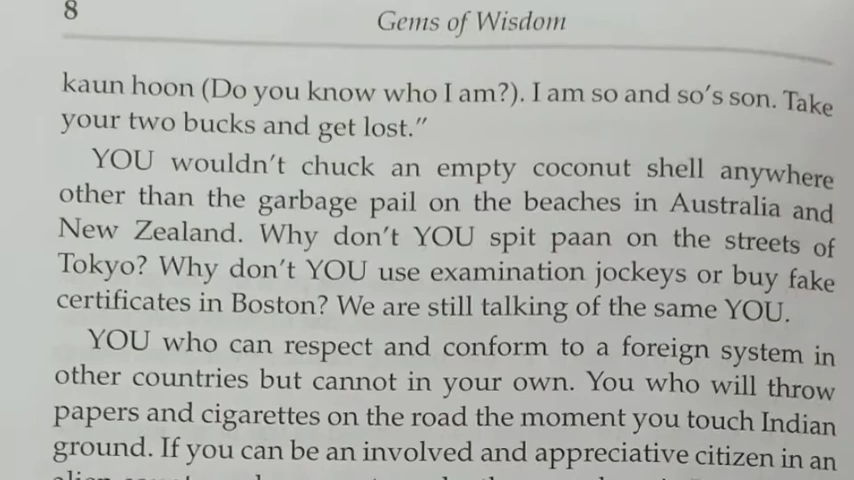 8
Gems of Wisdom
kaun hoon (Do you know who I am?). I am so and so's son. Take
your two bucks and get lost."
YOU wouldn't chuck an empty coconut shell anywhere
other than the garbage pail on the beaches in Australia and
New Zealand. Why don't YOU spit paan on the streets of
Tokyo? Why don't YOU use examination jockeys or buy fake
certificates in Boston? We are still talking of the same YOU.
YOU who can respect and conform to a foreign system in
other countries but cannot in your own. You who will throw
papers and cigarettes on the road the moment you touch Indian
ground. If you can be an involved and appreciative citizen in an